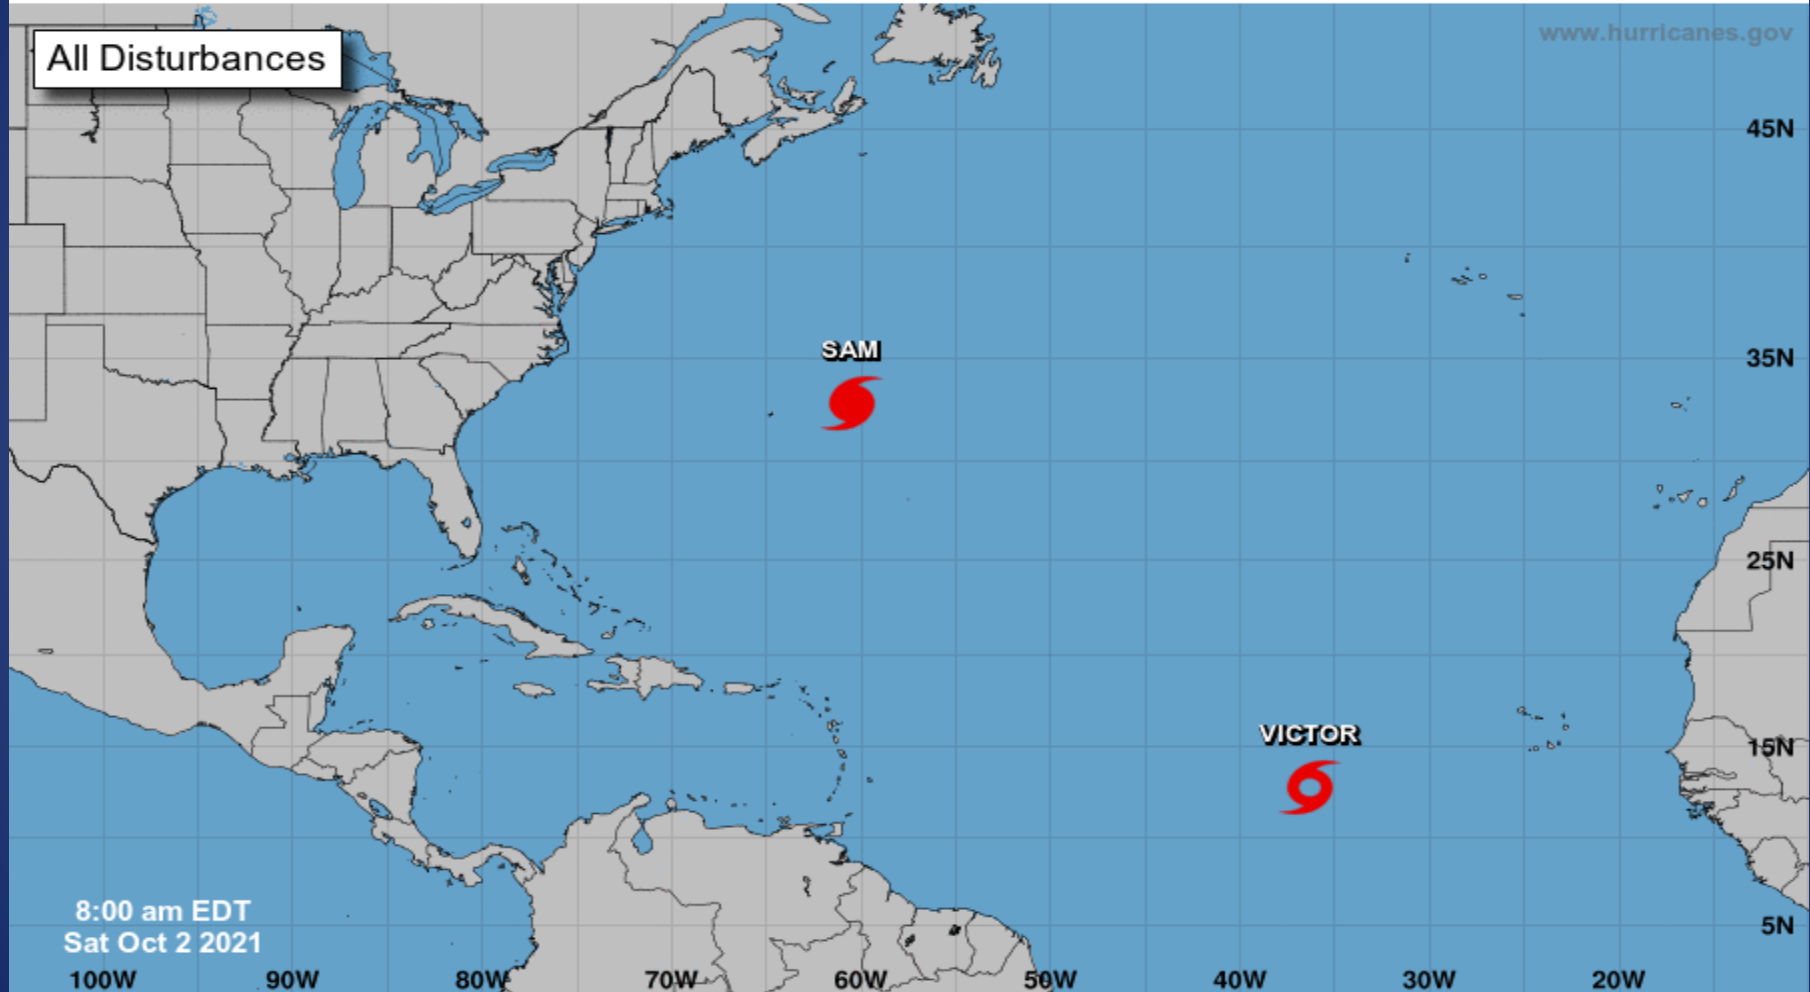 All Disturbances
www.hurricanes.gov
45N
SAM
35N
25N
VICTOR
15N
8:00 am EDT
Sat Oct 2 2021
5N
100W 90W 80W 70W 60W 50W 40W 30W 20W